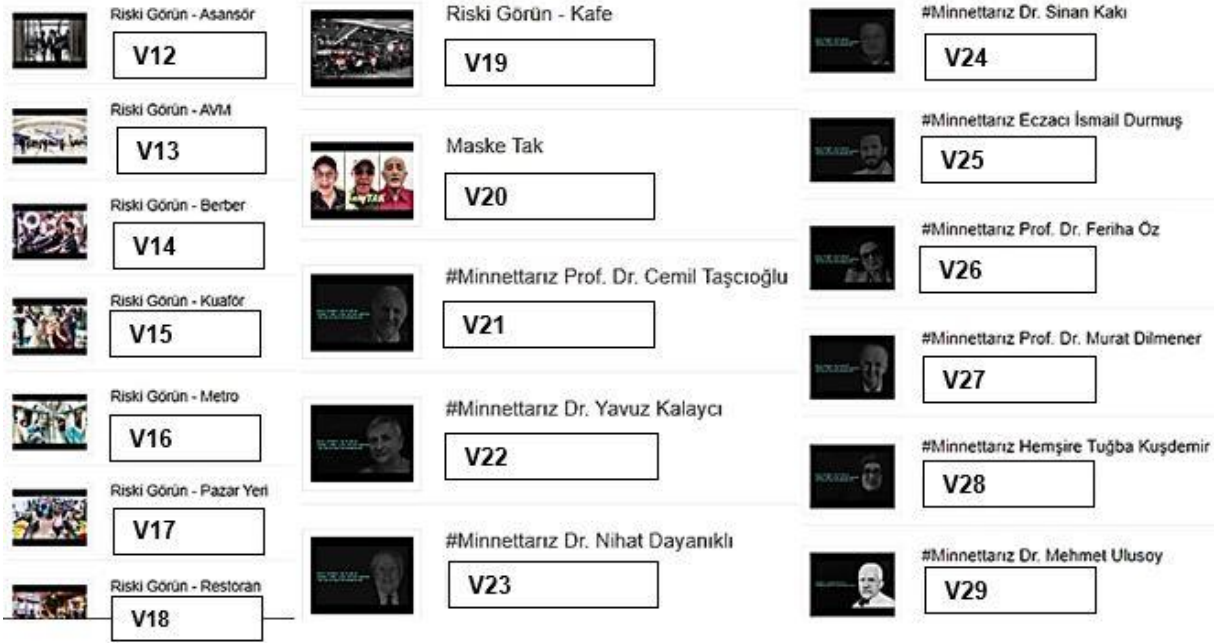 Riski Görün - Asansör
V12
Riski Görün - AVM
V13
Riski Görün - Berber
V14
Riski Görün - Kuaför
V15
Riski Görün - Metro
V16
Riski Görün - Pazar Yeri
V17
Riski Görün - Restoran
V18
Riski Görün - Kafe
V19
Maske Tak
V20
#Minnettarız Prof. Dr. Cemil Taşcıoğlu
V21
#Minnettarız Dr. Yavuz Kalaycı
V22
#Minnettarız Dr. Nihat Dayanıklı
V23
#Minnettarız Dr. Sinan Kakı
V24
#Minnettarız Eczacı İsmail Durmuş
V25
#Minnettarız Prof. Dr. Feriha Öz
V26
#Minnettarız Prof. Dr. Murat Dilmener
V27
#Minnettarız Hemşire Tuğba Kuşdemir
V28
#Minnettarız Dr. Mehmet Ulusoy
V29